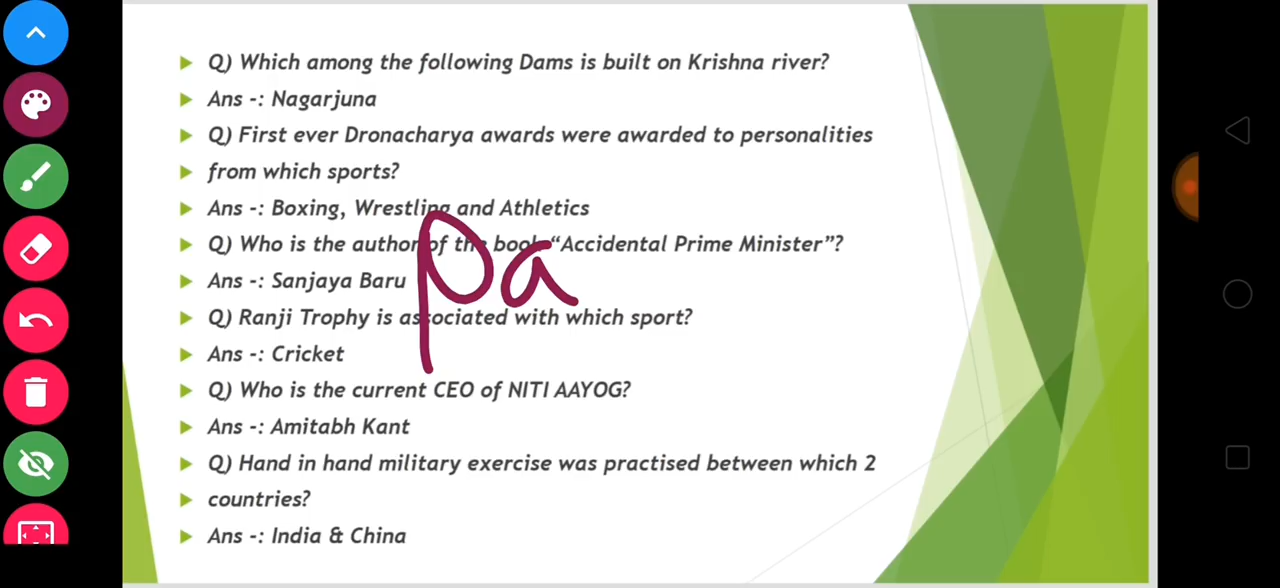 Q) Which among the following Dams is built on Krishna river?
Ans -: Nagarjuna
Q) First ever Dronacharya awards were awarded to personalities
from which sports?
Ans -: Boxing, Wrestling and Athletics
Q) Who is the author of the book “Accidental Prime Minister”?
Ans -: Sanjaya Baru
pa
Q) Ranji Trophy is associated with which sport?
Ans -: Cricket
Q) Who is the current CEO of NITI AAYOG?
Ans -: Amitabh Kant
Q) Hand in hand military exercise was practised between which 2
countries?
Ans -: India & China